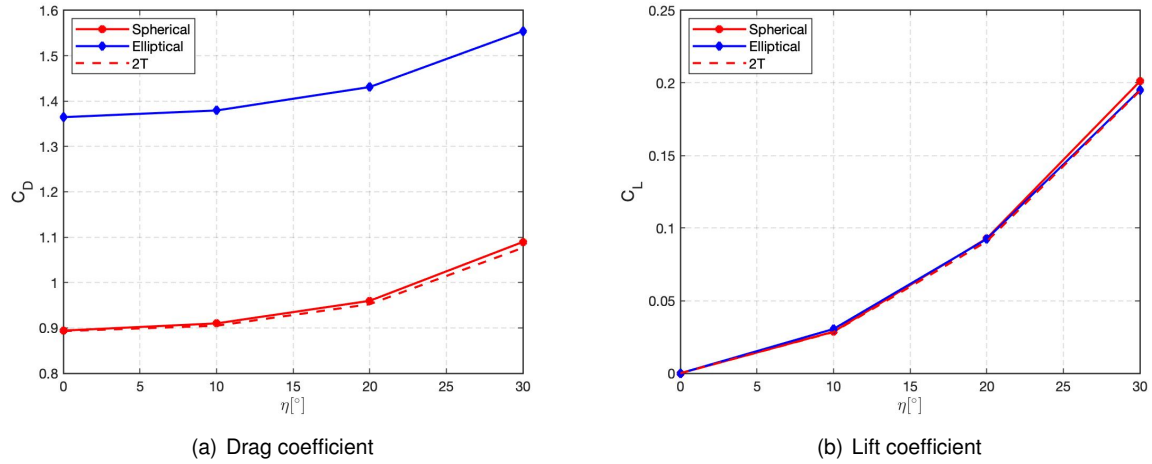 1.6
1.5
1.4
1.3
1.2
1.1
1
0.9
0.8
C_D
Spherical
Elliptical
2T
0 5 10 15 20 25 30
η[°]
(a) Drag coefficient
0.25
0.2
0.15
0.1
0.05
0
C_L
Spherical
Elliptical
2T
0 5 10 15 20 25 30
η[°]
(b) Lift coefficient